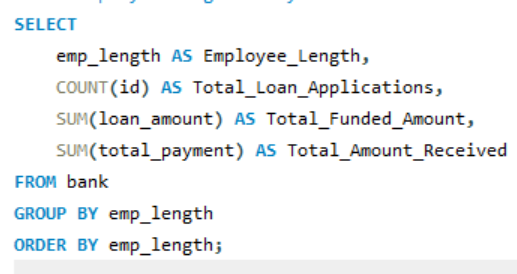 SELECT
emp_length AS Employee_Length,
COUNT(id) AS Total_Loan_Applications,
SUM(loan_amount) AS Total_Funded_Amount,
SUM(total_payment) AS Total_Amount_Received
FROM bank
GROUP BY emp_length
ORDER BY emp_length;